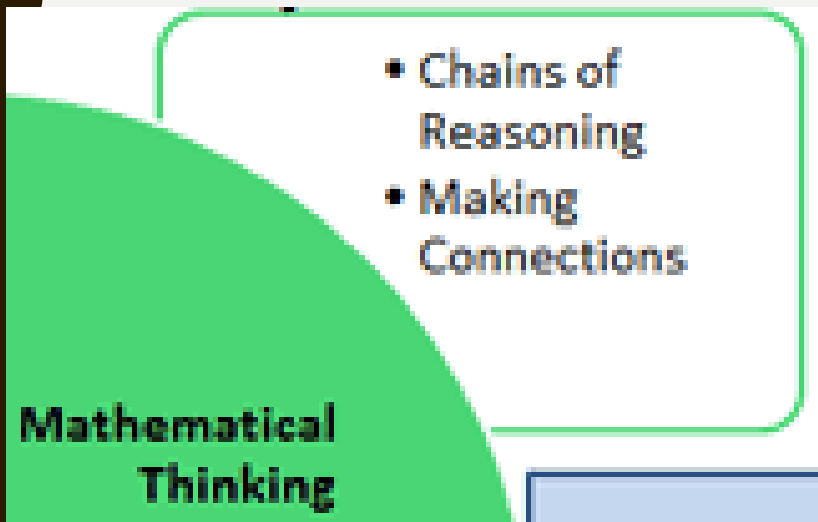 • Chains of
Reasoning
• Making
Connections
Mathematical
Thinking